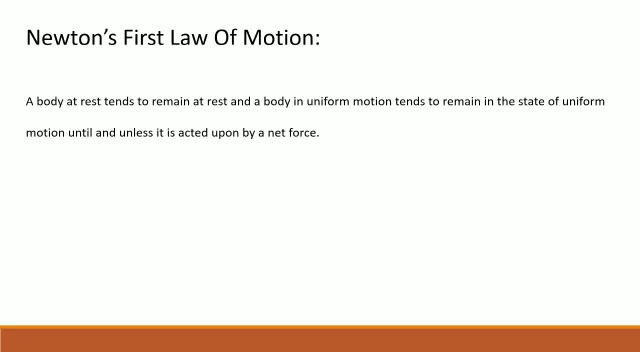 Newton’s First Law Of Motion:
A body at rest tends to remain at rest and a body in uniform motion tends to remain in the state of uniform
motion until and unless it is acted upon by a net force.